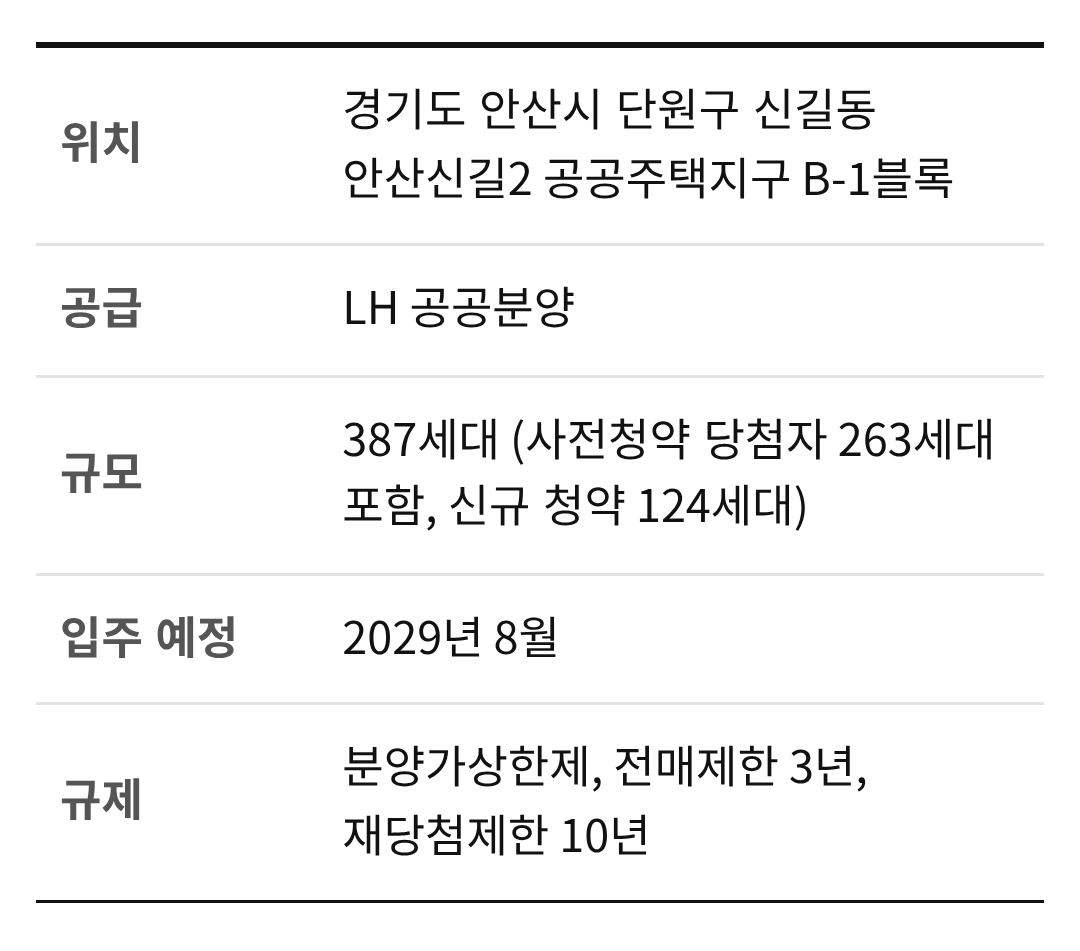 위치
경기도 안산시 단원구 신길동
안산신길2 공공주택지구 B-1블록
공급
LH 공공분양
규모
387세대 (사전청약 당첨자 263세대
포함, 신규 청약 124세대)
입주 예정
2029년 8월
규제
분양가상한제, 전매제한 3년,
재당첨제한 10년